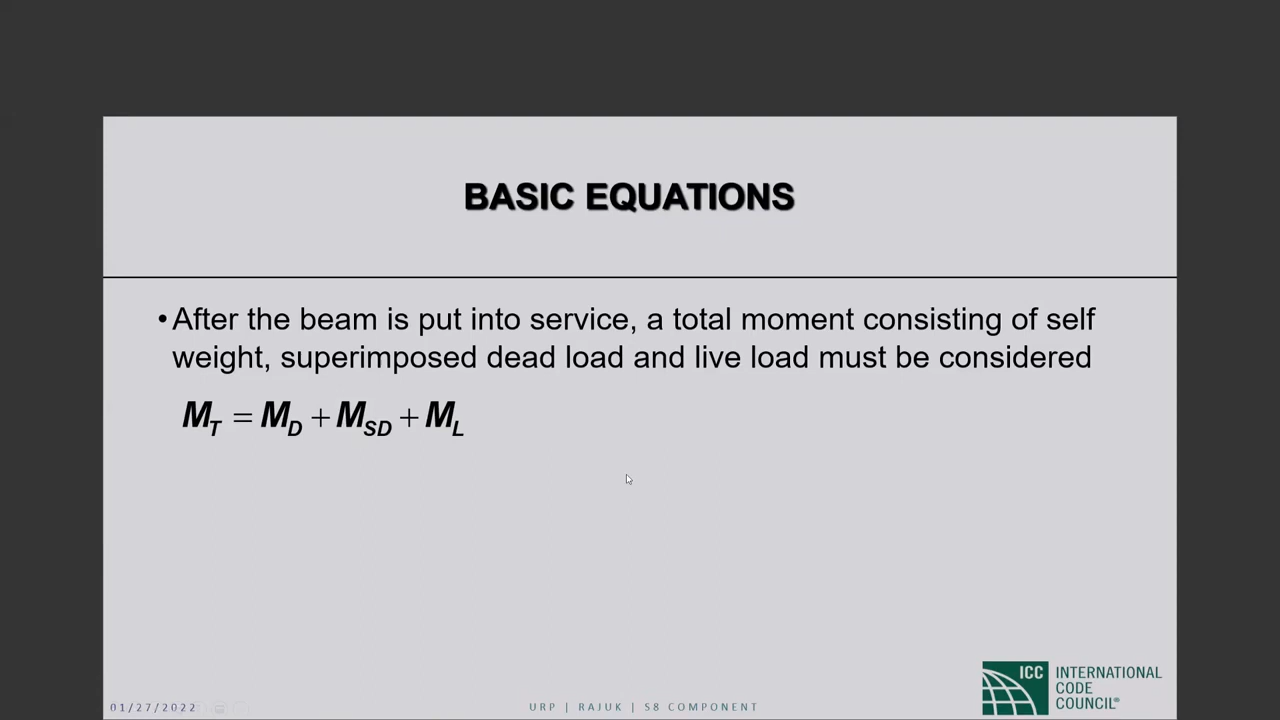 BASIC EQUATIONS
• After the beam is put into service, a total moment consisting of self
weight, superimposed dead load and live load must be considered
M_T = M_D + M_SD + M_L
ICC INTERNATIONAL
CODE
COUNCIL®
01/27/2022
URP | RAJUK | S8 COMPONENT